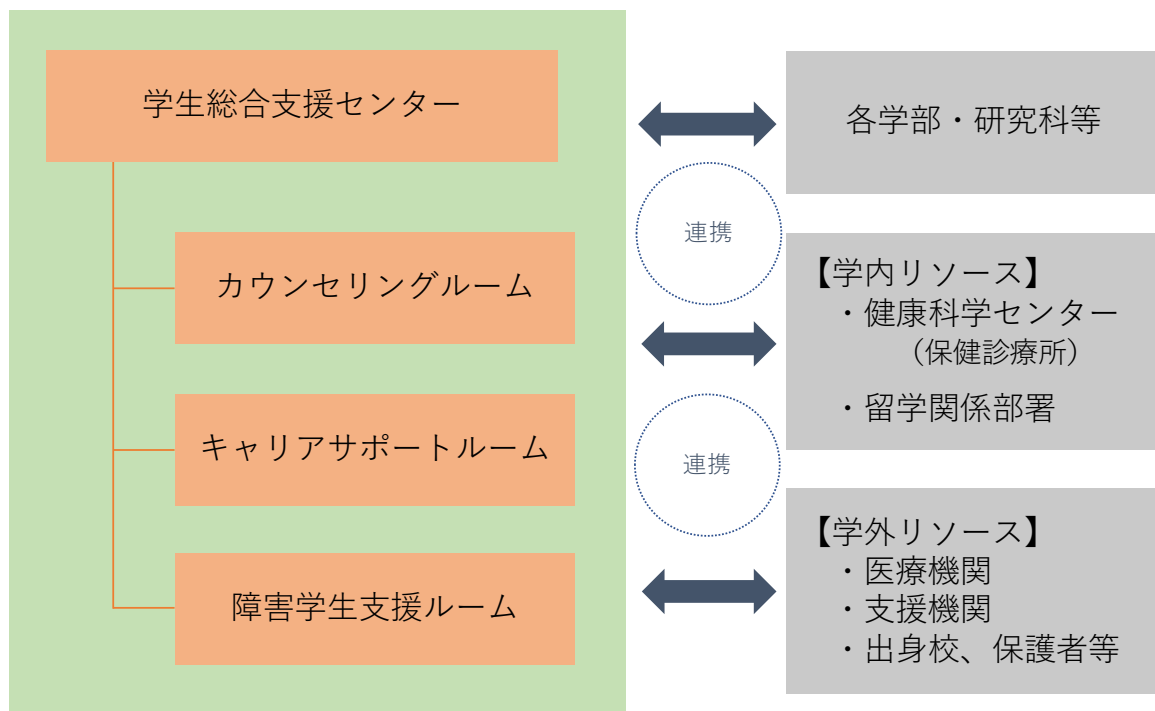 学生総合支援センター
カウンセリングルーム
キャリアサポートルーム
障害学生支援ルーム
連携
連携
各学部・研究科等
【学内リソース】
・健康科学センター
（保健診療所）
・留学関係部署
【学外リソース】
・医療機関
・支援機関
・出身校、保護者等